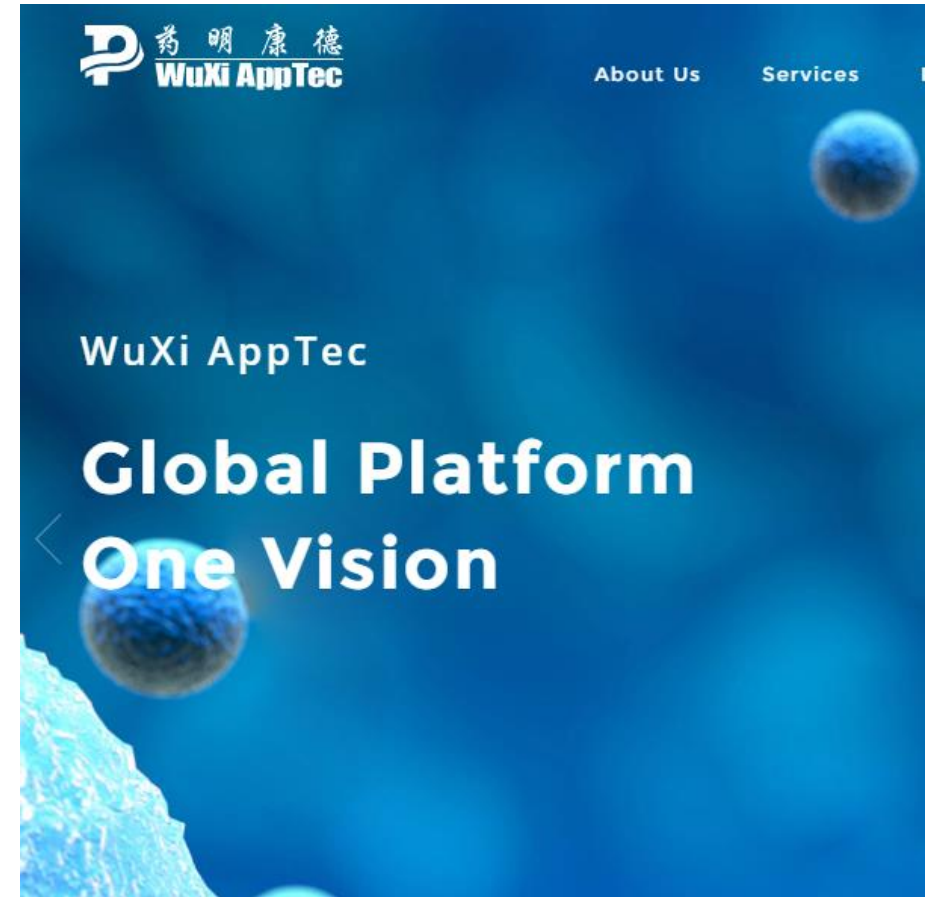 药明康德
WuXi AppTec
About Us Services
WuXi AppTec
Global Platform
One Vision